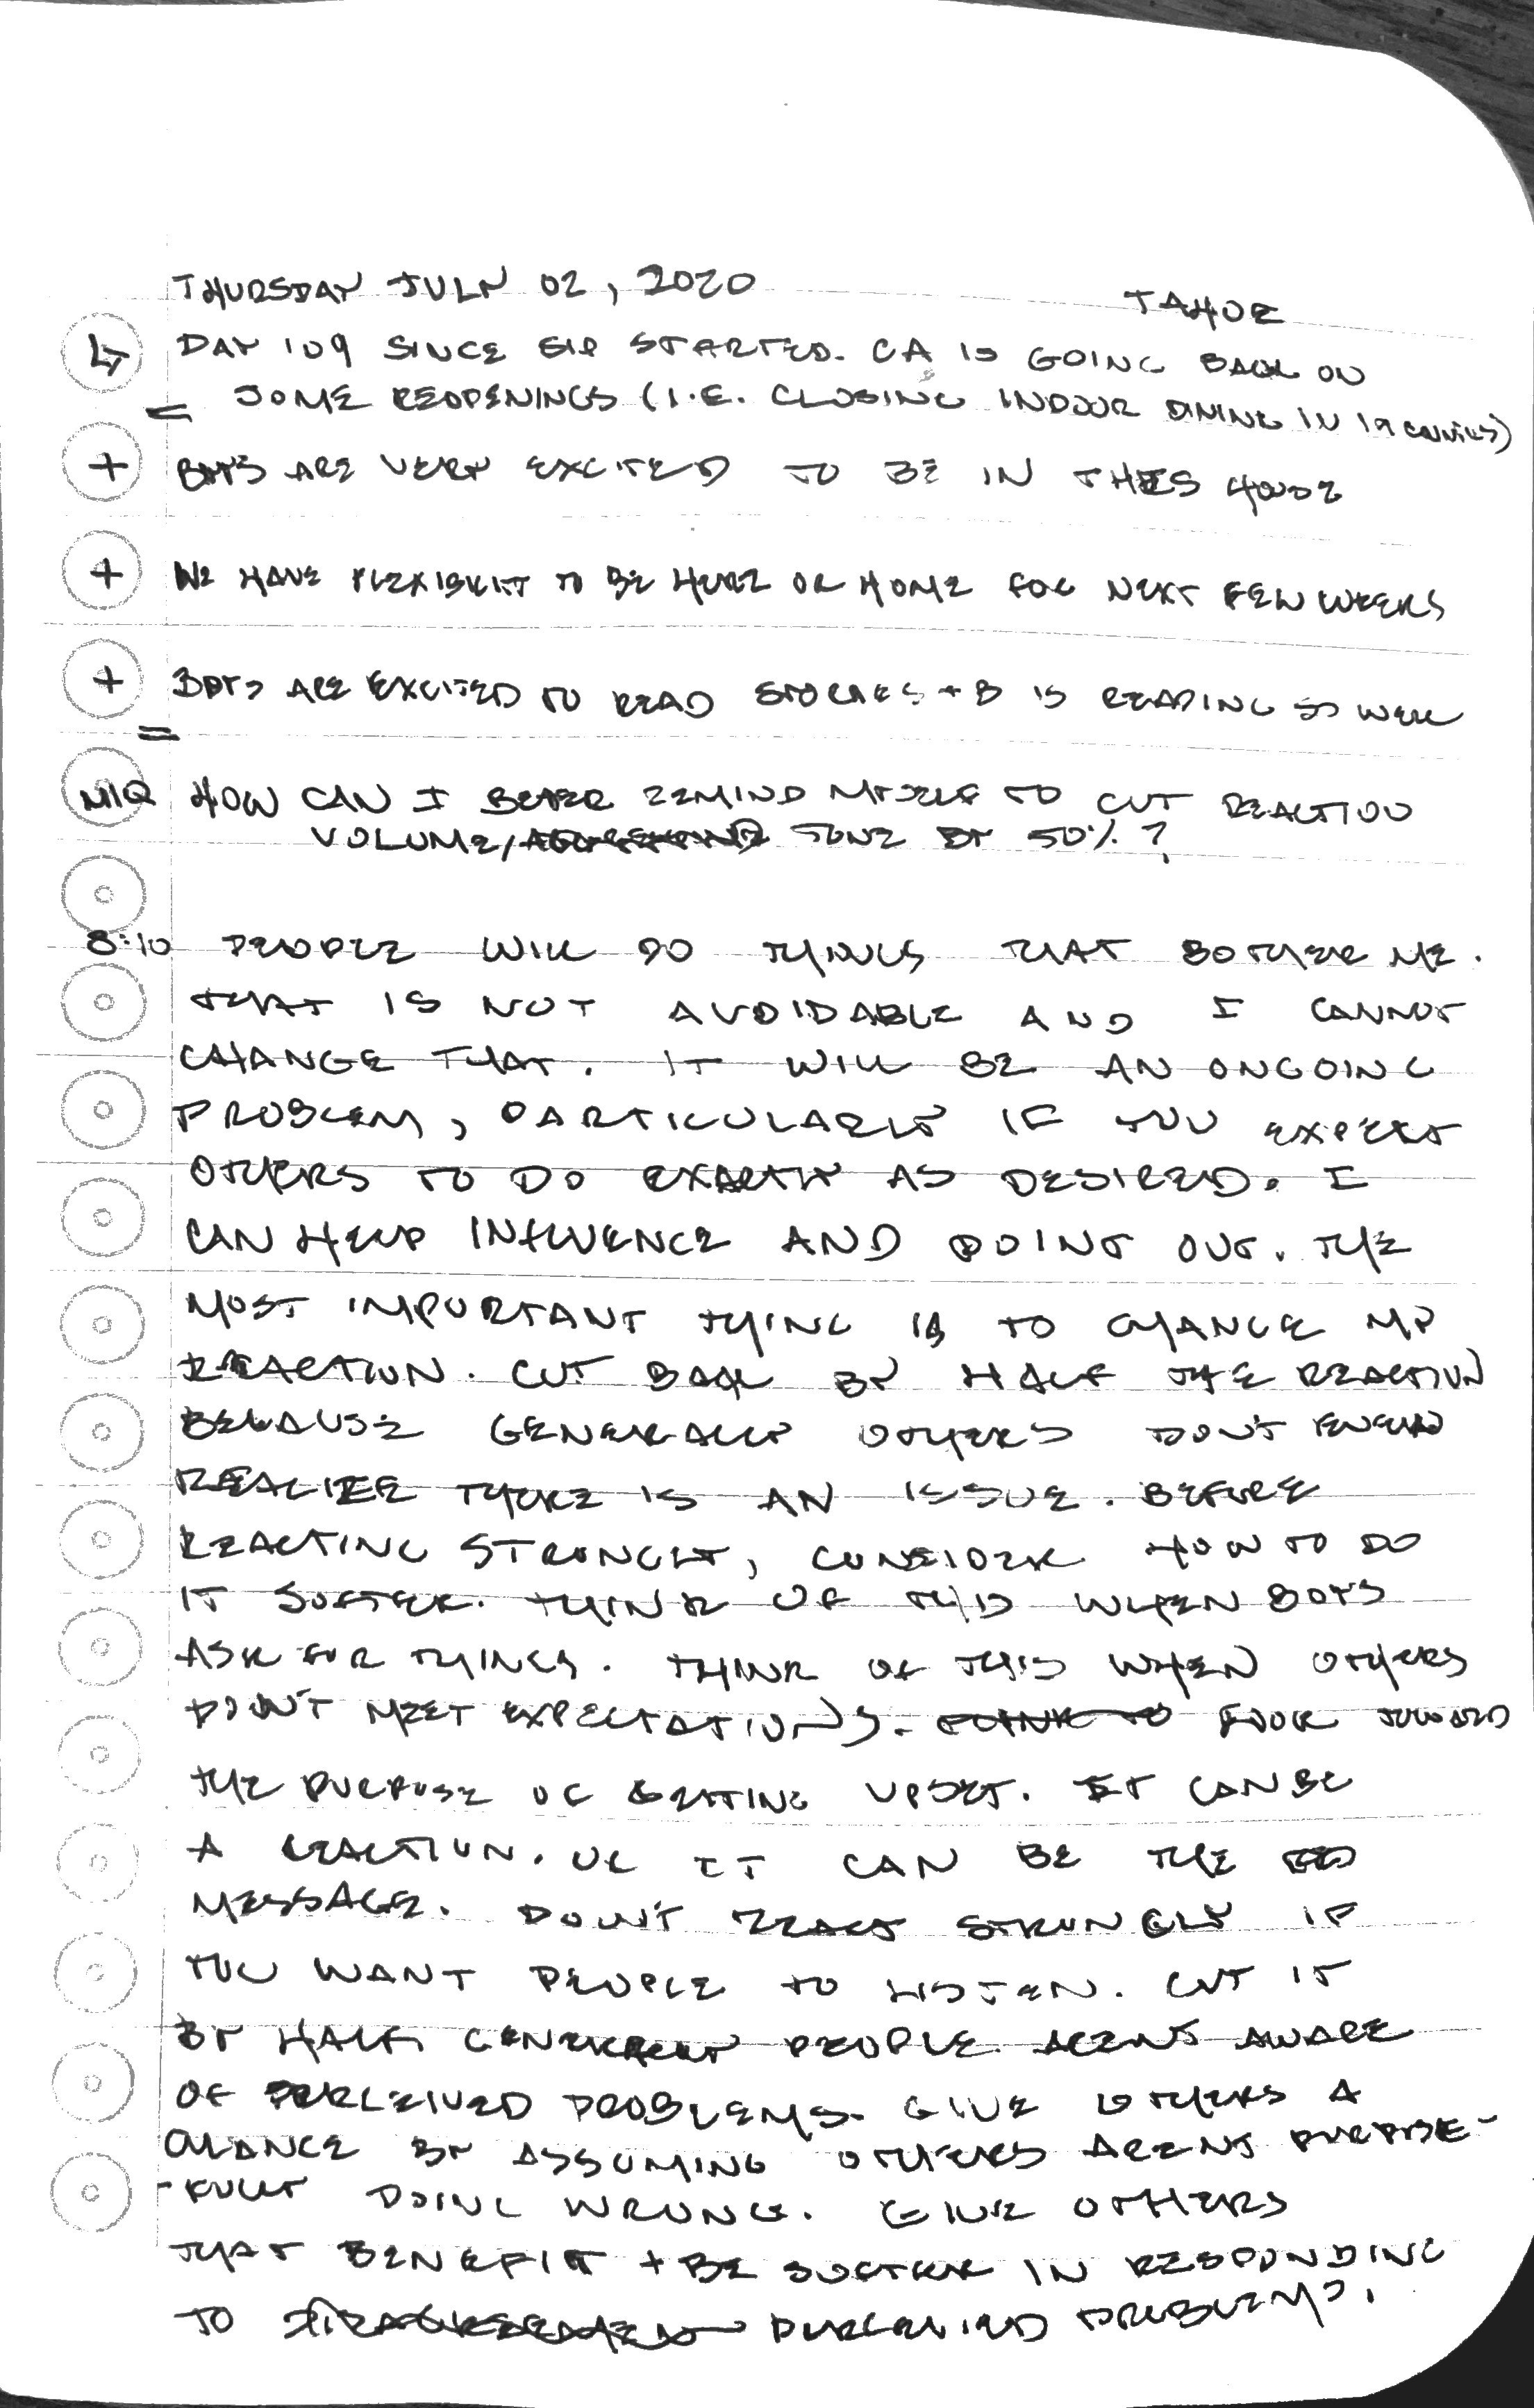 THURSDAY JULY 02, 2020
TAHOE
DAY 109 SINCE SIP STARTED. CA IS GOING BACK ON
= SOME REOPENINGS (I.E. CLOSING INDOOR DINING IN 19 COUNTIES)
+ BOYS ARE VERY EXCITED TO BE IN THIS HOUSE
+ WE HAVE FLEXIBILITY TO BE HERE OR HOME FOR NEXT FEW WEEKS
+ BOYS ARE EXCITED TO READ STORIES + B IS READING SO WELL
=
MIQ HOW CAN I BETTER REMIND MYSELF TO CUT REACTION
VOLUME/ TONE BY 50%?
8:10 PEOPLE WILL DO THINGS THAT BOTHER ME.
THAT IS NOT AVOIDABLE AND I CANNOT
CHANGE THAT. IT WILL BE AN ONGOING
PROBLEM, PARTICULARLY IF YOU EXPECT
OTHERS TO DO EXACTLY AS DESIRED. I
CAN HELP INFLUENCE AND POINT OUT. THE
MOST IMPORTANT THING IS TO CHANGE MY
REACTION. CUT BACK BY HALF THE REACTION
BECAUSE GENERALLY OTHERS DON'T EVEN
REALIZE THERE IS AN ISSUE. BEFORE
REACTING STRONGLY, CONSIDER HOW TO DO
IT SOFTER. THINK OF THIS WHEN BOYS
ASK FOR THINGS. THINK OF THIS WHEN OTHERS
DON'T MEET EXPECTATIONS. THINK TO LOOK TOWARD
THE PURPOSE OF GETTING UPSET. IT CAN BE
A REACTION. OR IT CAN BE THE
MESSAGE. DON'T REACT STRONGLY IF
YOU WANT PEOPLE TO LISTEN. CUT IT
BY HALF. GENERALLY PEOPLE ARENT AWARE
OF PERCEIVED PROBLEMS. GIVE OTHERS A
CHANCE BY ASSUMING OTHERS ARENT PURPOSE-
-FULLY DOING WRONG. GIVE OTHERS
THAT BENEFIT + BE SOFTER IN RESPONDING
TO PERCEIVED PROBLEMS.